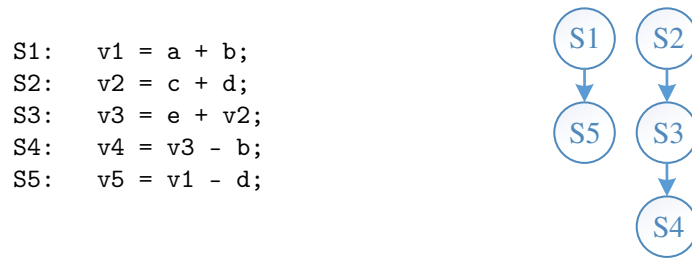 S1: v1 = a + b;
S2: v2 = c + d;
S3: v3 = e + v2;
S4: v4 = v3 - b;
S5: v5 = v1 - d;
S1 S2
S5 S3
S4